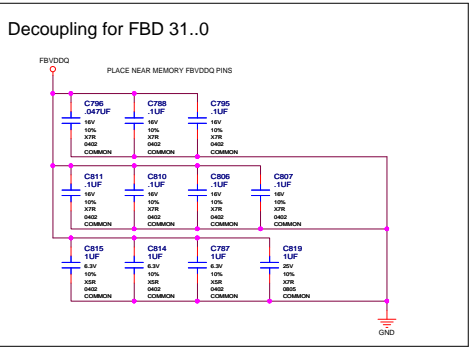 Decoupling for FBD 31..0
FBVDDQ
PLACE NEAR MEMORY FBVDDQ PINS
C796
.047UF
16V
10%
X7R
0402
COMMON
C788
.1UF
16V
10%
X7R
0402
COMMON
C795
.1UF
16V
10%
X7R
0402
COMMON
C811
.1UF
16V
10%
X7R
0402
COMMON
C810
.1UF
16V
10%
X7R
0402
COMMON
C806
.1UF
16V
10%
X7R
0402
COMMON
C807
.1UF
16V
10%
X7R
0402
COMMON
C815
1UF
6.3V
10%
X5R
0402
COMMON
C814
1UF
6.3V
10%
X5R
0402
COMMON
C787
1UF
6.3V
10%
X5R
0402
COMMON
C819
1UF
25V
10%
X7R
0805
COMMON
GND